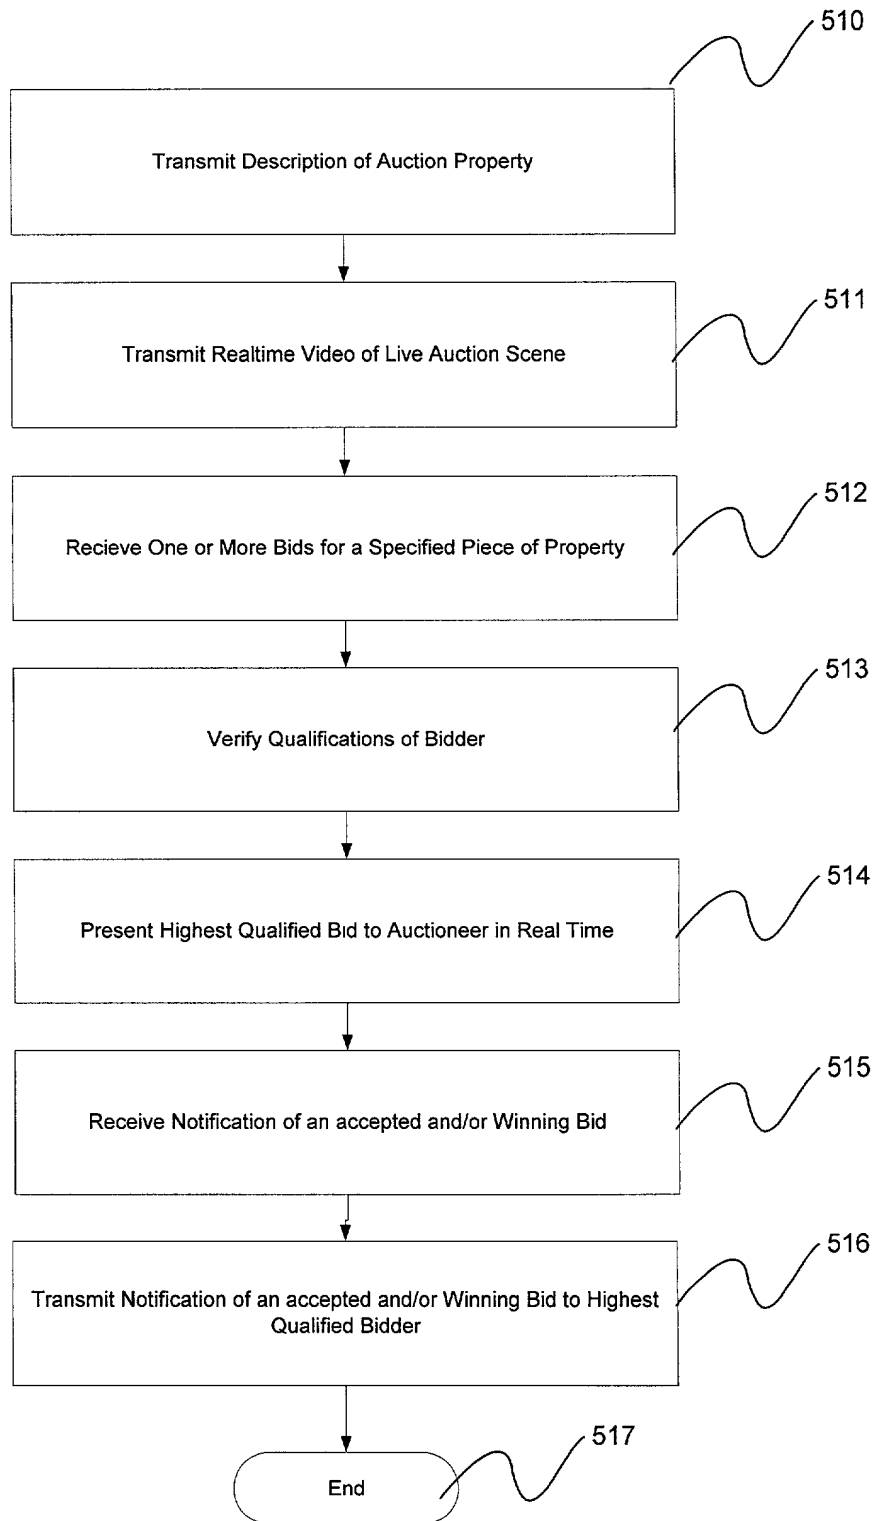 510
Transmit Description of Auction Property
511
Transmit Realtime Video of Live Auction Scene
512
Recieve One or More Bids for a Specified Piece of Property
513
Verify Qualifications of Bidder
514
Present Highest Qualified Bid to Auctioneer in Real Time
515
Receive Notification of an accepted and/or Winning Bid
516
Transmit Notification of an accepted and/or Winning Bid to Highest
Qualified Bidder
517
End